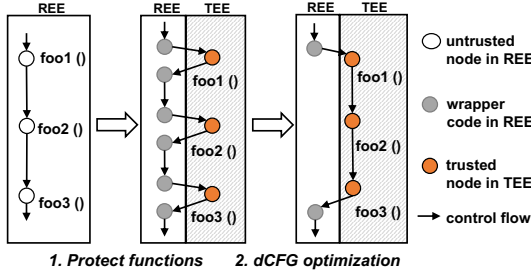 REE
foo1 ()
foo2 ()
foo3 ()
REE TEE
foo1 ()
foo2 ()
foo3 ()
REE TEE
foo1 ()
foo2 ()
foo3 ()
untrusted
node in REE
wrapper
code in REE
trusted
node in TEE
control flow
1. Protect functions
2. dCFG optimization